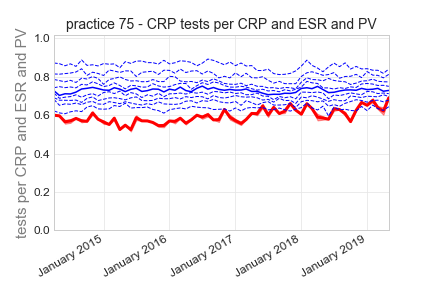 practice 75 - CRP tests per CRP and ESR and PV
tests per CRP and ESR and PV
1.0
0.8
0.6
0.4
0.2
0.0
January 2015
January 2016
January 2017
January 2018
January 2019